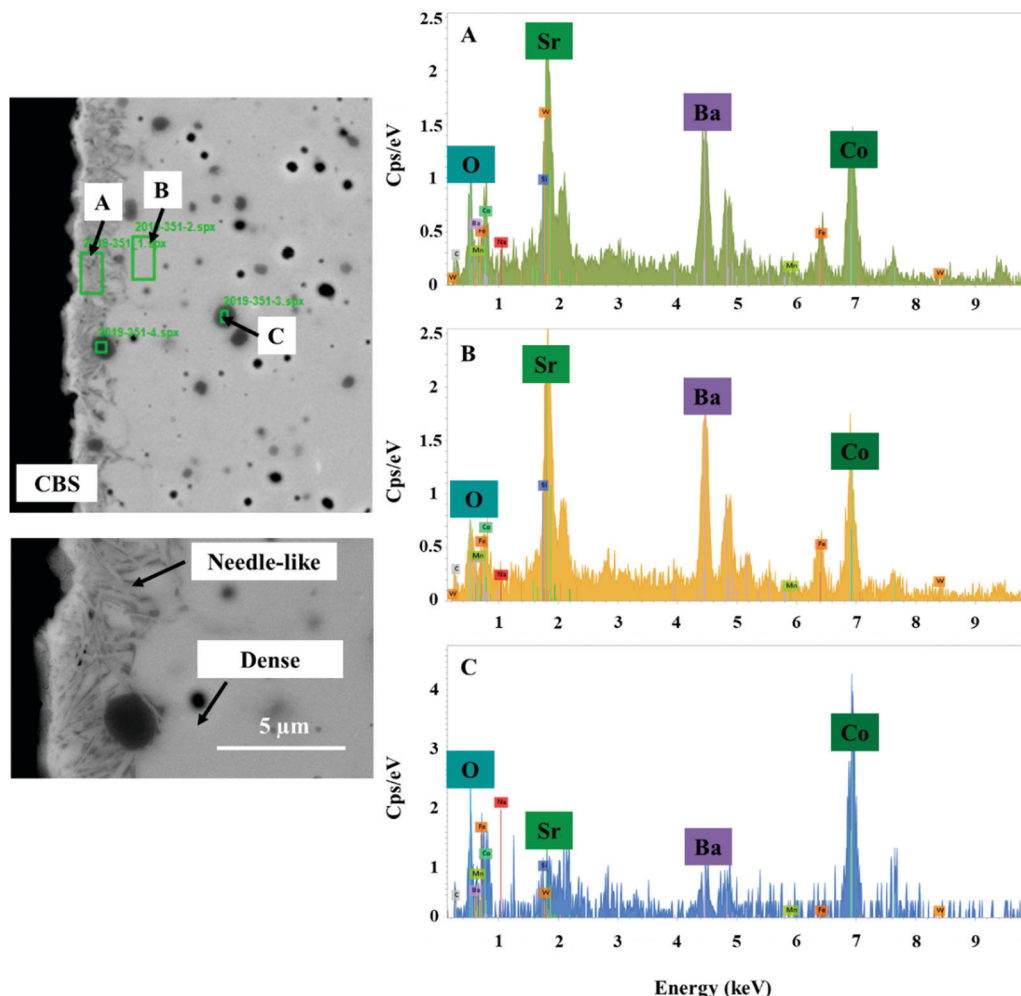 A
B
2019-351-2.spx
2019-351-1.spx
2019-351-3.spx
C
2019-351-4.spx
CBS
Needle-like
Dense
5 µm
A
Sr
Ba
Co
O
W
Si
Co
Ba
Fe
Na
Mn
C
W
Fe
Mn
W
Cps/eV
2.5
2
1.5
1
0.5
0
1 2 3 4 5 6 7 8 9
B
Sr
Ba
Co
O
Si
Co
Fe
Mn
C
Na
W
Fe
Mn
W
Cps/eV
2.5
2
1.5
1
0.5
0
1 2 3 4 5 6 7 8 9
C
Co
O
Sr
Ba
Na
Fe
Co
Mn
Ba
C
Si
W
Mn
Fe
W
Cps/eV
4
3
2
1
0
1 2 3 4 5 6 7 8 9
Energy (keV)